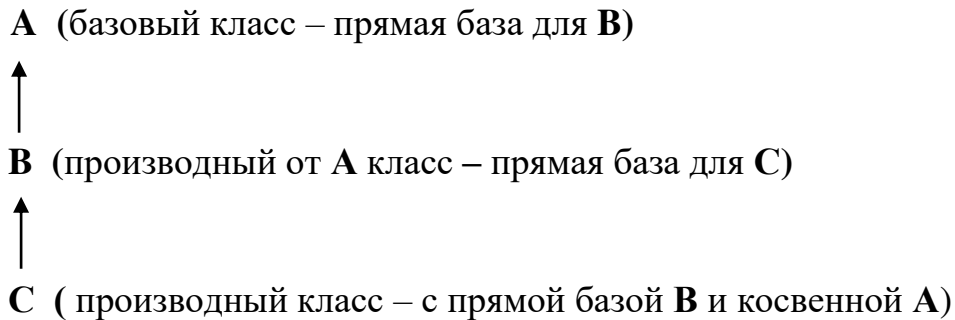 А (базовый класс – прямая база для В)
В (производный от А класс – прямая база для С)
С ( производный класс – с прямой базой В и косвенной А)